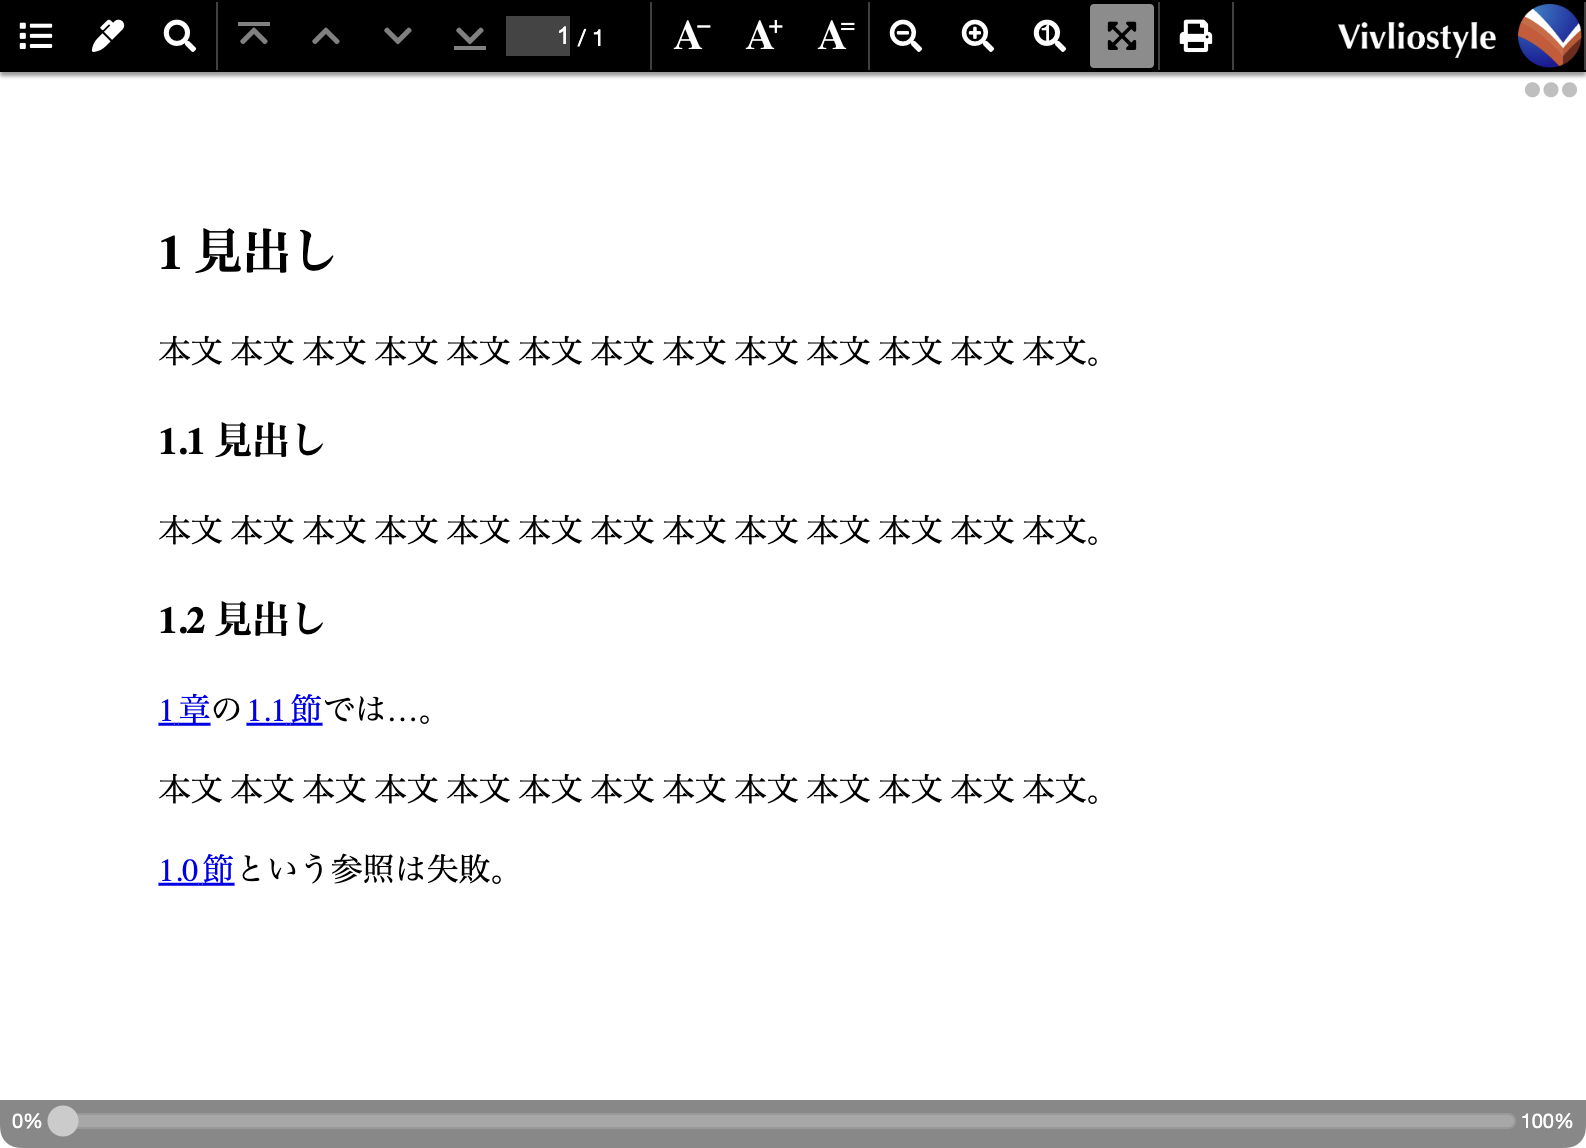 1 / 1
A− A+ A=
Vivliostyle
1 見出し
本文 本文 本文 本文 本文 本文 本文 本文 本文 本文 本文 本文 本文。
1.1 見出し
本文 本文 本文 本文 本文 本文 本文 本文 本文 本文 本文 本文 本文。
1.2 見出し
1章の1.1節では…。
本文 本文 本文 本文 本文 本文 本文 本文 本文 本文 本文 本文 本文。
1.0節という参照は失敗。
0% 100%